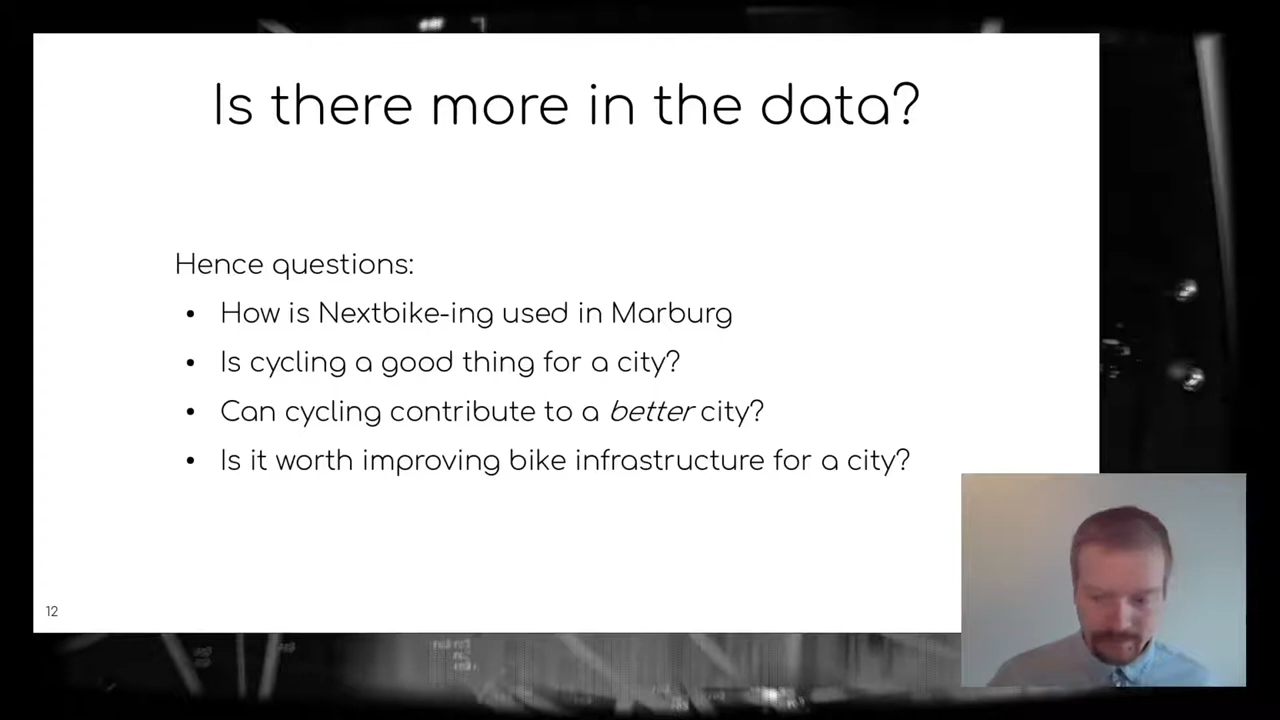 Is there more in the data?
Hence questions:
• How is Nextbike-ing used in Marburg
• Is cycling a good thing for a city?
• Can cycling contribute to a better city?
• Is it worth improving bike infrastructure for a city?
12